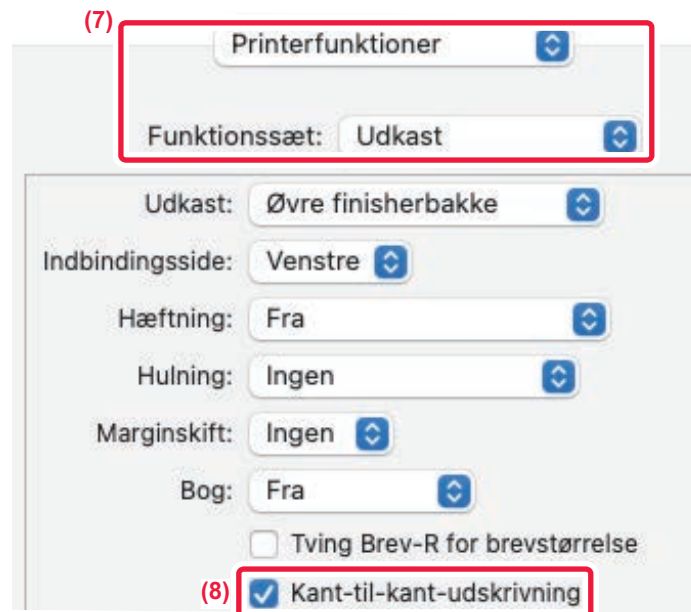 (7)
Printerfunktioner
Funktionssæt: Udkast
Udkast: Øvre finisherbakke
Indbindingsside: Venstre
Hæftning: Fra
Hulning: Ingen
Marginskift: Ingen
Bog: Fra
Tving Brev-R for brevstørrelse
(8) Kant-til-kant-udskrivning